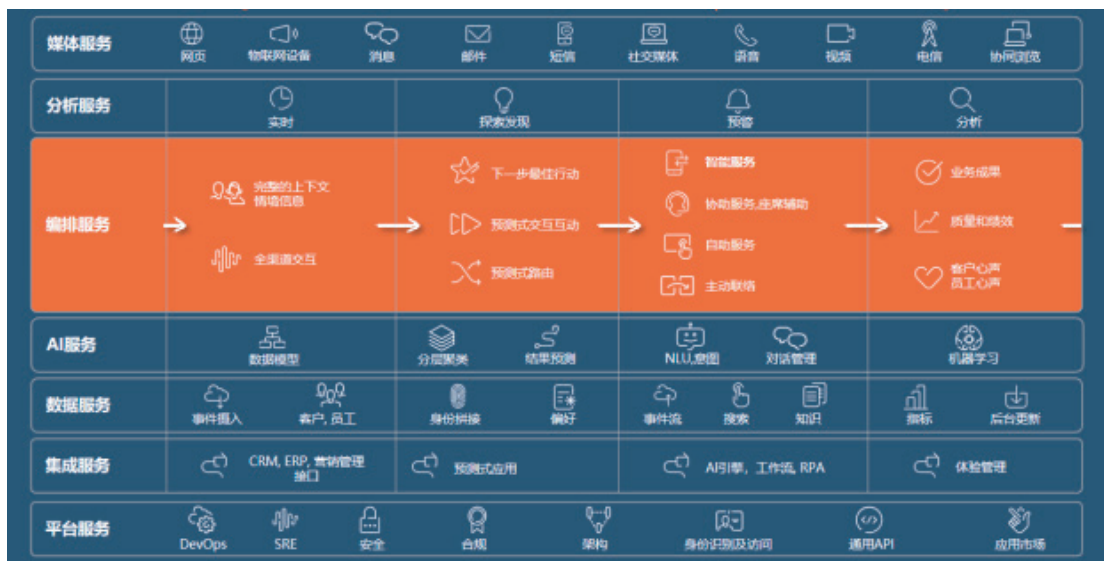 媒体服务
网页 物联网设备 消息 邮件 短信 社交媒体 语音 视频 电信 协同浏览
分析服务
实时 探索发现 预警 分析
编排服务
完整的上下文
情境信息
全渠道交互
下一步最佳行动
预测式交互互动
预测式路由
智能服务
协助服务,座席辅助
自助服务
主动联络
业务成果
质量和绩效
客户心声
员工心声
AI服务
数据模型 分层聚类 结果预测 NLU,意图 对话管理 机器学习
数据服务
事件摄入 客户, 员工 身份拼接 偏好 事件流 搜索 知识 指标 后台更新
集成服务
CRM, ERP, 营销管理
接口
预测式应用
AI引擎, 工作流, RPA
体验管理
平台服务
DevOps SRE 安全 合规 架构 身份识别及访问 通用API 应用市场